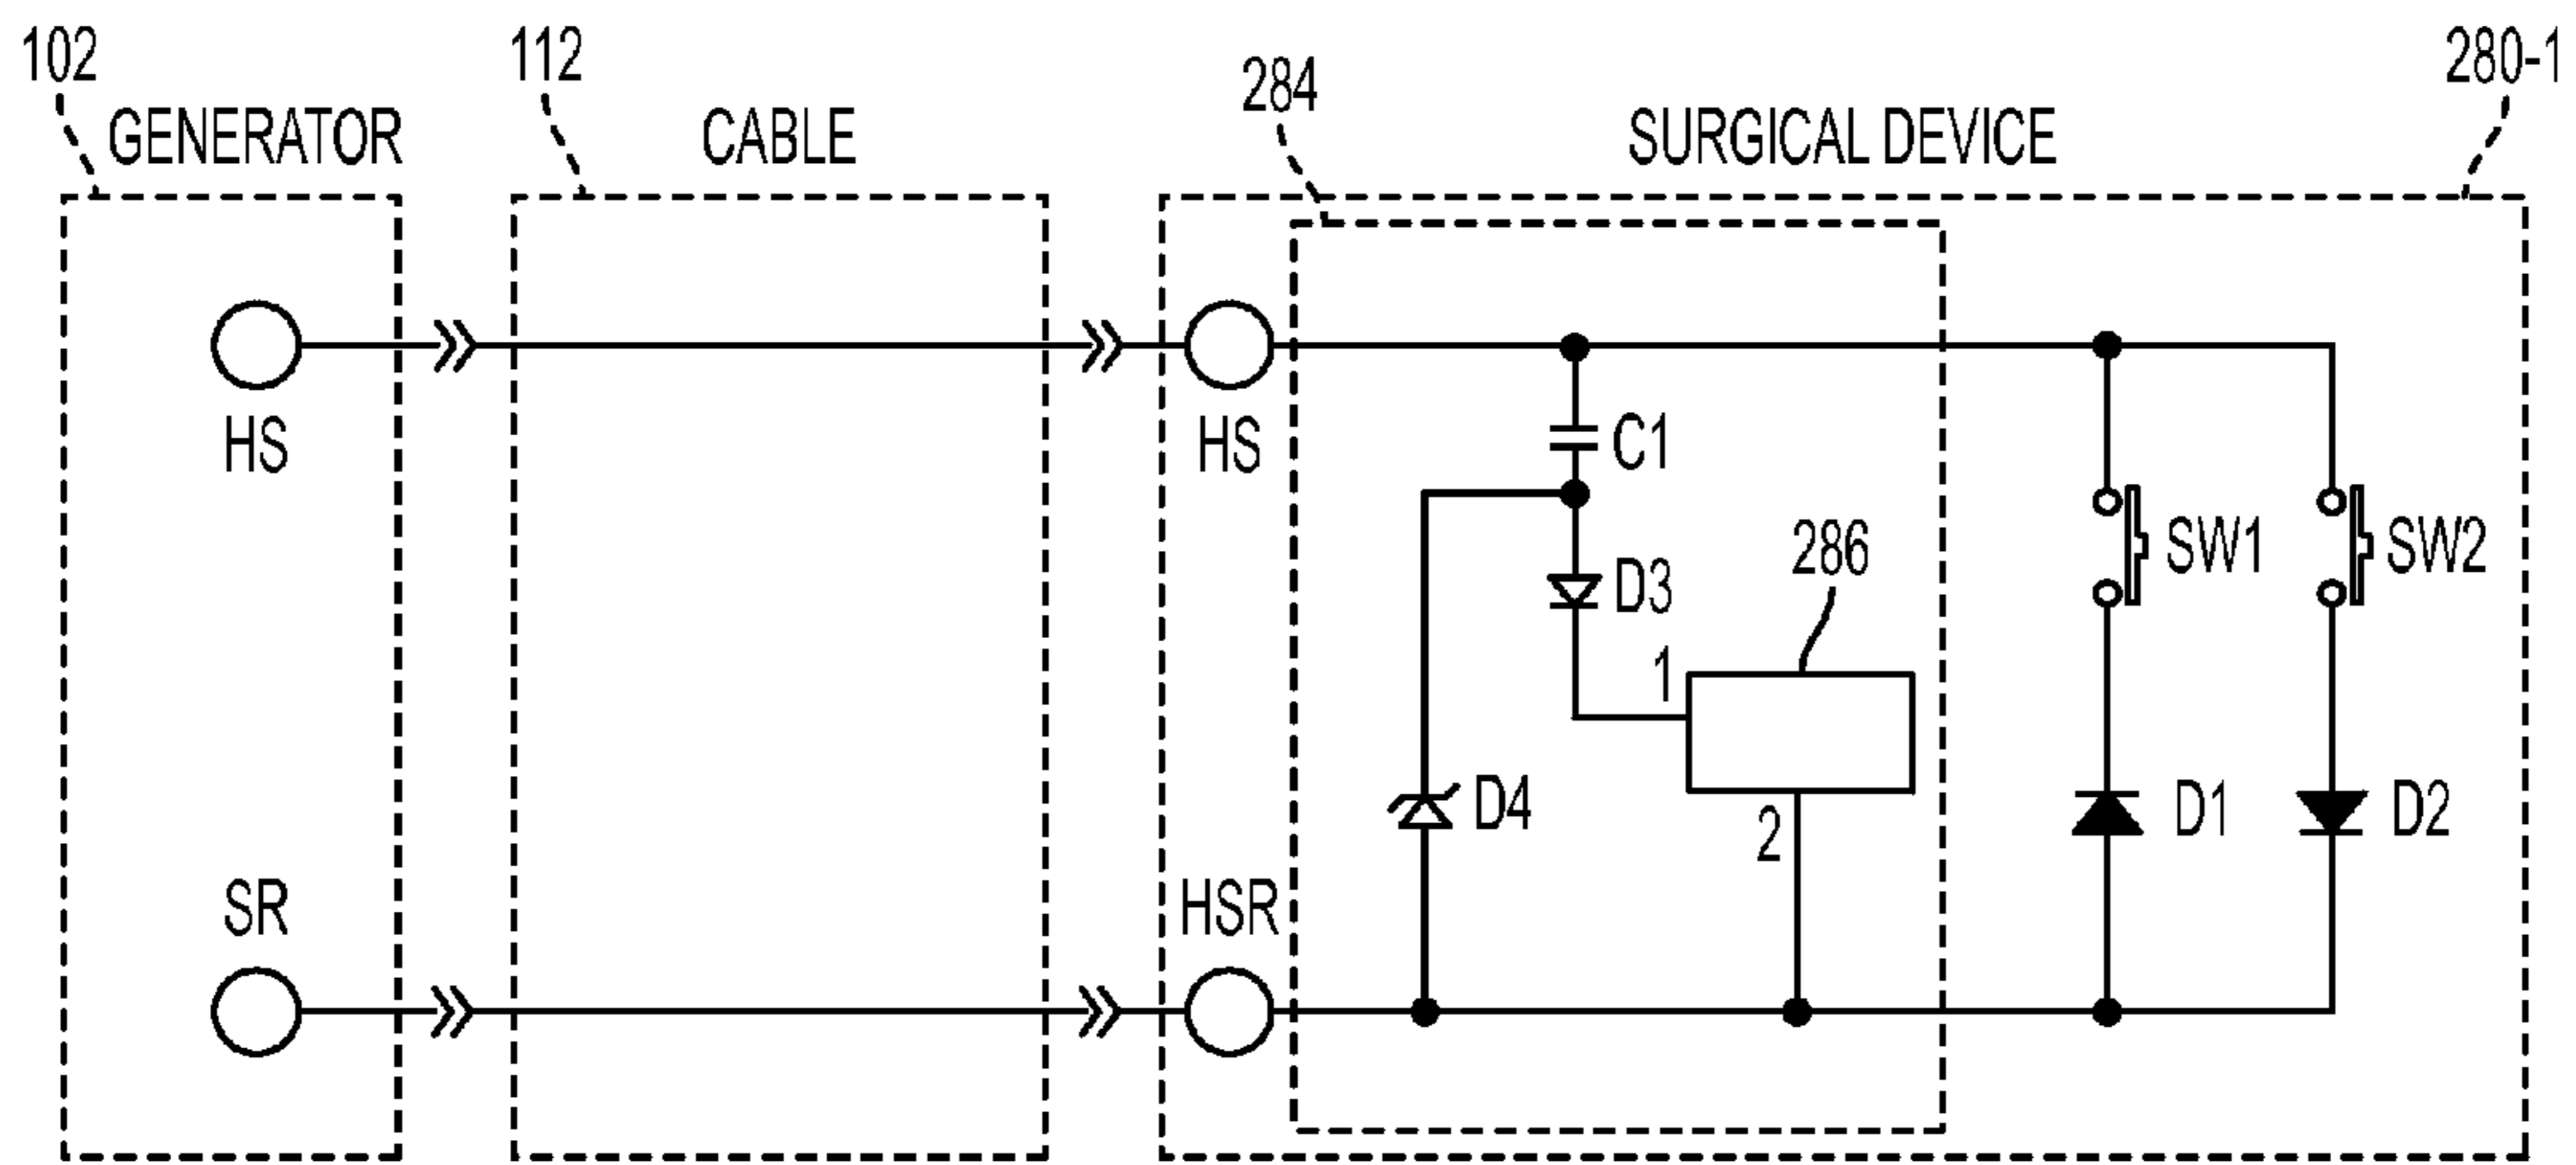 102
112
284
280-1
GENERATOR
CABLE
SURGICAL DEVICE
HS
HS
C1
286
SW1
SW2
D3
1
D4
2
D1
D2
SR
HSR